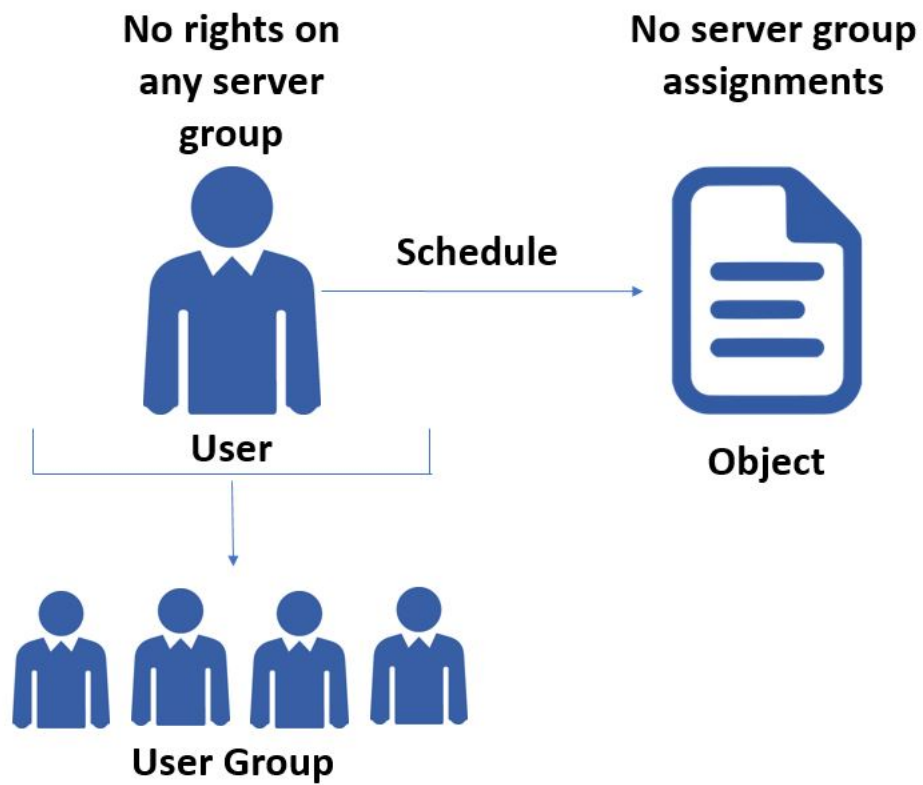 No rights on
any server
group
No server group
assignments
Schedule
User
Object
User Group